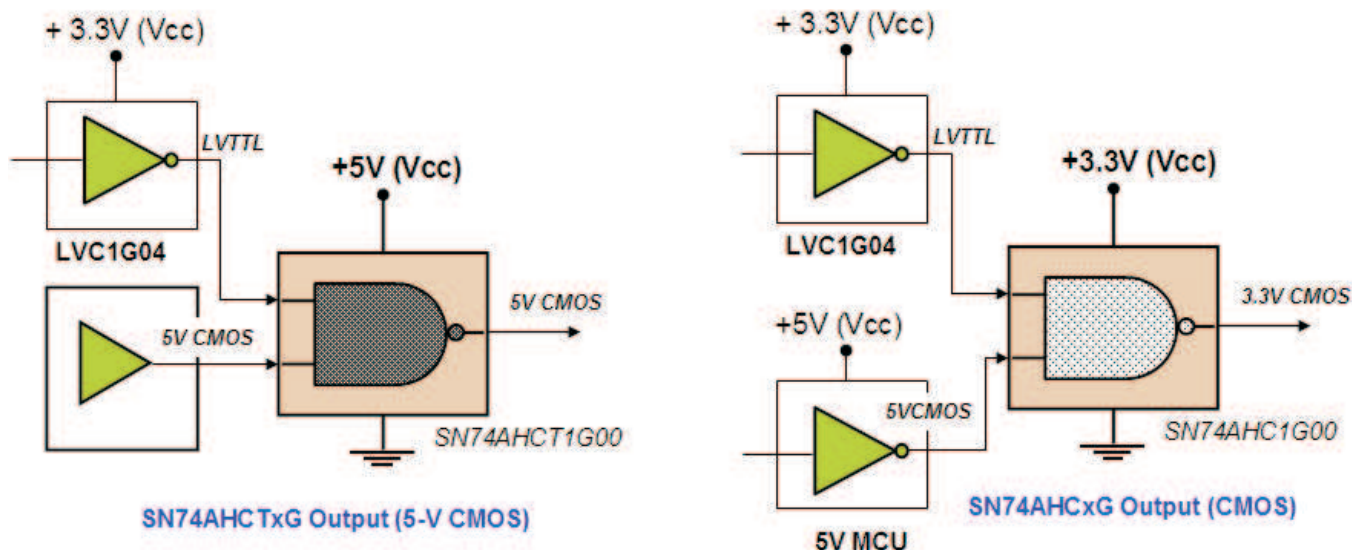 + 3.3V (Vcc)
LVTTL
LVC1G04
+5V (Vcc)
5V CMOS
5V CMOS
SN74AHCT1G00
SN74AHCTxG Output (5-V CMOS)
+ 3.3V (Vcc)
LVTTL
LVC1G04
+3.3V (Vcc)
+5V (Vcc)
5VCMOS
3.3V CMOS
SN74AHC1G00
5V MCU
SN74AHCxG Output (CMOS)